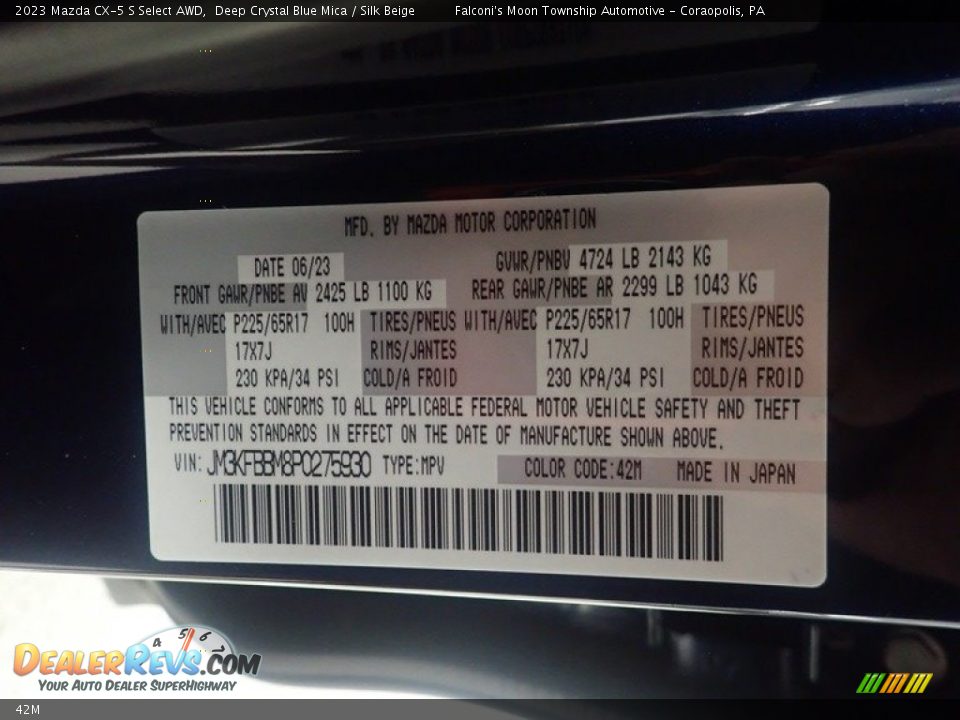 2023 Mazda CX-5 S Select AWD, Deep Crystal Blue Mica / Silk Beige Falconi's Moon Township Automotive - Coraopolis, PA
MFD. BY MAZDA MOTOR CORPORATION
DATE 06/23 GVWR/PNBV 4724 LB 2143 KG
FRONT GAWR/PNBE AV 2425 LB 1100 KG REAR GAWR/PNBE AR 2299 LB 1043 KG
WITH/AVEC P225/65R17 100H TIRES/PNEUS WITH/AVEC P225/65R17 100H TIRES/PNEUS
17X7J RIMS/JANTES 17X7J RIMS/JANTES
230 KPA/34 PSI COLD/A FROID 230 KPA/34 PSI COLD/A FROID
THIS VEHICLE CONFORMS TO ALL APPLICABLE FEDERAL MOTOR VEHICLE SAFETY AND THEFT
PREVENTION STANDARDS IN EFFECT ON THE DATE OF MANUFACTURE SHOWN ABOVE.
VIN: JM3KFBBM8P0275930 TYPE:MPV COLOR CODE:42M MADE IN JAPAN
4 5 6
DealerRevs.com
Your Auto Dealer SuperHighway
42M